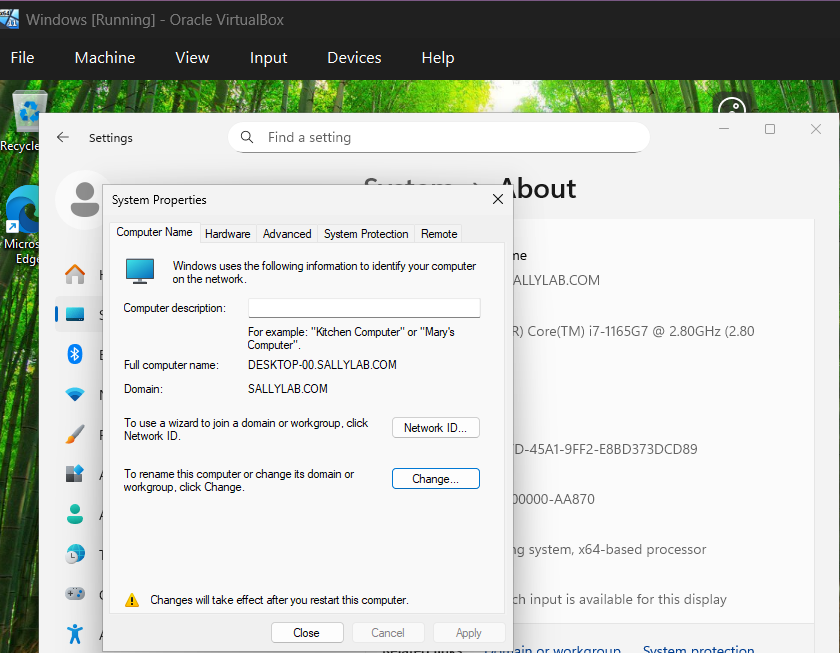 Windows [Running] - Oracle VirtualBox
File Machine View Input Devices Help
Recycle
Settings
Find a setting
System > About
System Properties
Computer Name Hardware Advanced System Protection Remote
Micros
Edge
Windows uses the following information to identify your computer
on the network.
Computer description:
For example: "Kitchen Computer" or "Mary's
Computer".
Full computer name: DESKTOP-00.SALLYLAB.COM
Domain: SALLYLAB.COM
To use a wizard to join a domain or workgroup, click
Network ID.
Network ID...
To rename this computer or change its domain or
workgroup, click Change.
Change...
Changes will take effect after you restart this computer.
Close Cancel Apply
me
SALLYLAB.COM
R) Core(TM) i7-1165G7 @ 2.80GHz (2.80
D-45A1-9FF2-E8BD373DCD89
00000-AA870
ng system, x64-based processor
ch input is available for this display
Related links Domain or workgroup System protection